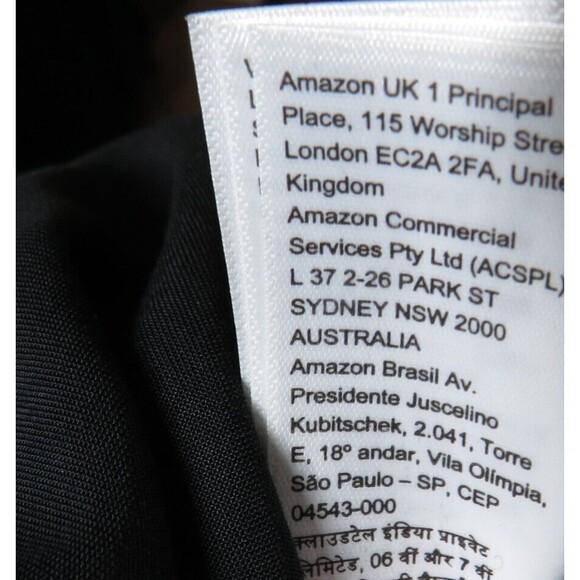 Amazon UK 1 Principal
Place, 115 Worship Stre
London EC2A 2FA, Unite
Kingdom
Amazon Commercial
Services Pty Ltd (ACSPL)
L 37 2-26 PARK ST
SYDNEY NSW 2000
AUSTRALIA
Amazon Brasil Av.
Presidente Juscelino
Kubitschek, 2.041, Torre
E, 18º andar, Vila Olímpia,
São Paulo – SP, CEP
04543-000
क्लाउडटेल इंडिया प्राइवेट
लिमिटेड, 06 वीं और 7 वीं